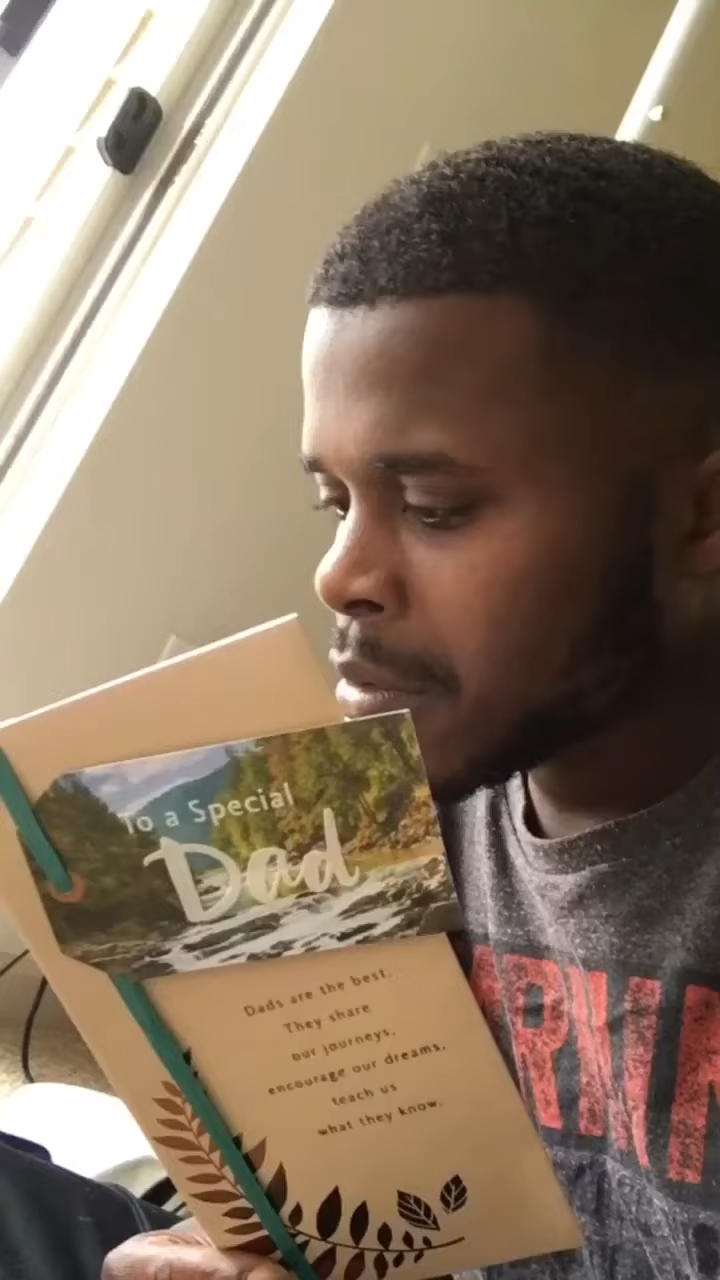 To a Special
Dad
Dads are the best.
They share
our journeys,
encourage our dreams,
teach us
what they know.